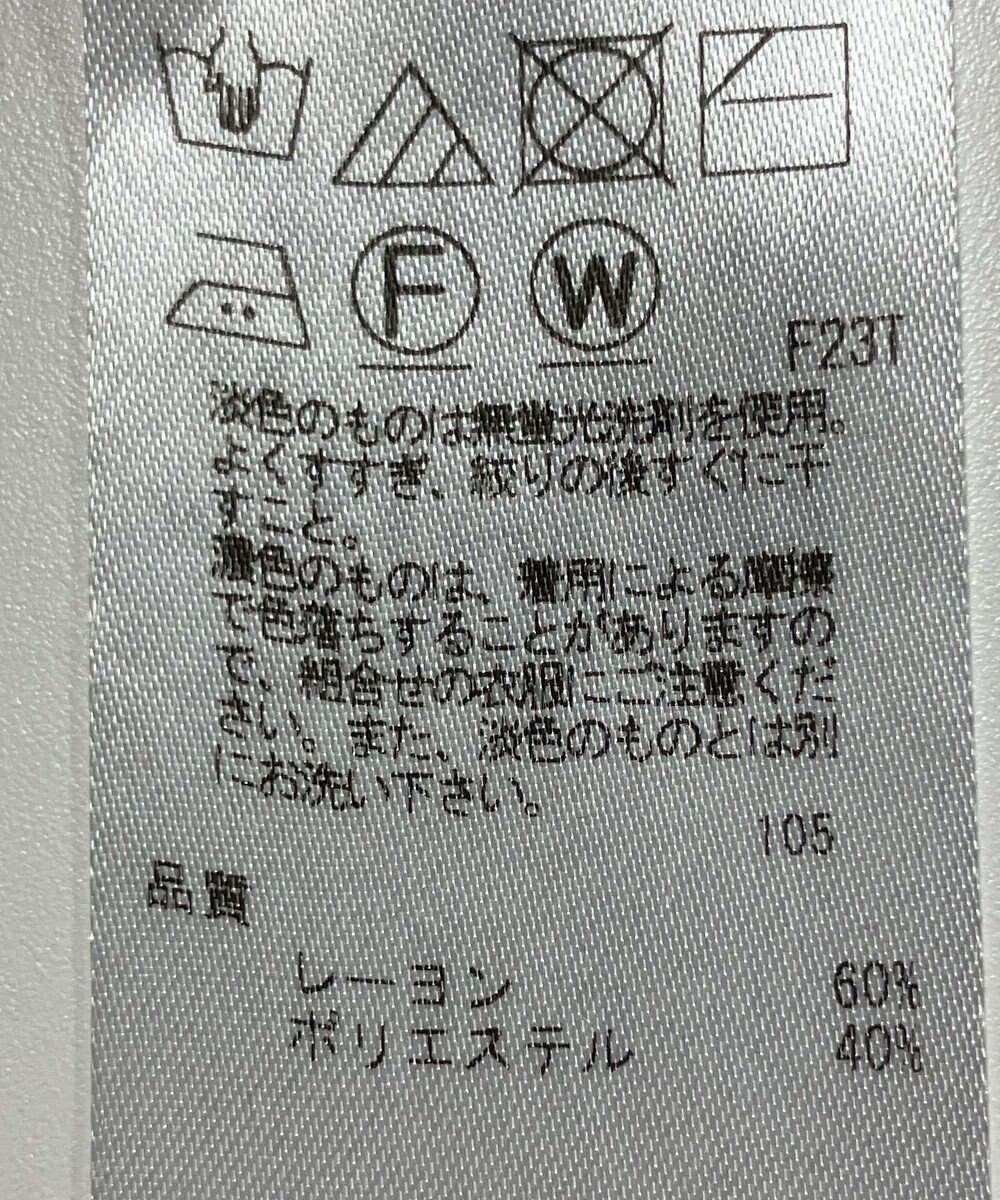 F W
F23T
淡色のものは無蛍光洗剤を使用。
よくすすぎ、絞りの後すぐに干
すこと。
濃色のものは、着用による摩擦
で色落ちすることがありますの
で、組合せの衣服にご注意くだ
さい。また、淡色のものとは別
にお洗い下さい。
105
品質
レーヨン 60%
ポリエステル 40%